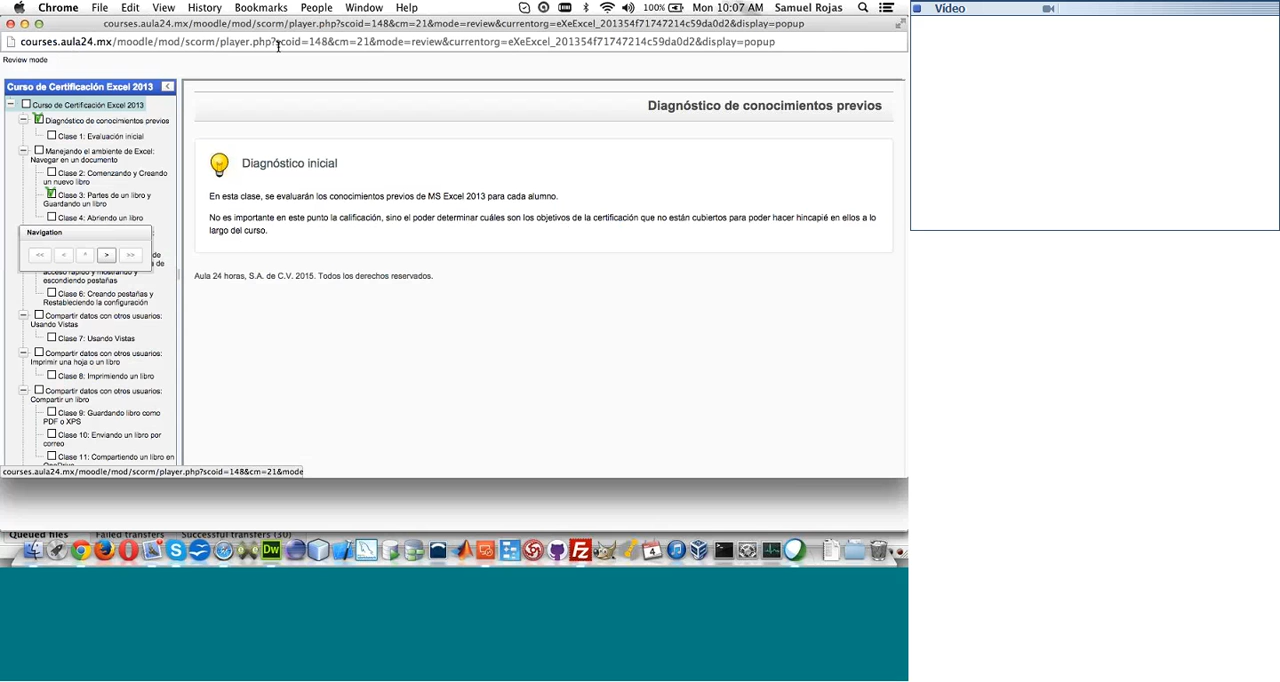 Chrome File Edit View History Bookmarks People Window Help 100% Mon 10:07 AM Samuel Rojas
courses.aula24.mx/moodle/mod/scorm/player.php?scoid=148&cm=21&mode=review&currentorg=eXeExcel_201354f71747214c59da0d2&display=popup
courses.aula24.mx/moodle/mod/scorm/player.php?scoid=148&cm=21&mode=review&currentorg=eXeExcel_201354f71747214c59da0d2&display=popup
Review mode
Curso de Certificación Excel 2013
Curso de Certificación Excel 2013
Diagnóstico de conocimientos previos
Clase 1: Evaluación inicial
Manejando el ambiente de Excel:
Navegar en un documento
Clase 2: Comenzando y Creando
un nuevo libro
Clase 3: Partes de un libro y
Guardando un libro
Clase 4: Abriendo un libro
Navigation
<< < ^ > >>
de
a de
acceso rápido y mostrando y
escondiendo pestañas
Clase 6: Creando pestañas y
Restableciendo la configuración
Compartir datos con otros usuarios:
Usando Vistas
Clase 7: Usando Vistas
Compartir datos con otros usuarios:
Imprimir una hoja o un libro
Clase 8: Imprimiendo un libro
Compartir datos con otros usuarios:
Compartir un libro
Clase 9: Guardando libro como
PDF o XPS
Clase 10: Enviando un libro por
correo
Clase 11: Compartiendo un libro en
OneDrive
courses.aula24.mx/moodle/mod/scorm/player.php?scoid=148&cm=21&mode
Diagnóstico de conocimientos previos
Diagnóstico inicial
En esta clase, se evaluarán los conocimientos previos de MS Excel 2013 para cada alumno.
No es importante en este punto la calificación, sino el poder determinar cuáles son los objetivos de la certificación que no están cubiertos para poder hacer hincapié en ellos a lo
largo del curso.
Aula 24 horas, S.A. de C.V. 2015. Todos los derechos reservados.
Queued files Failed transfers Successful transfers (30)
Dw
4
Vídeo